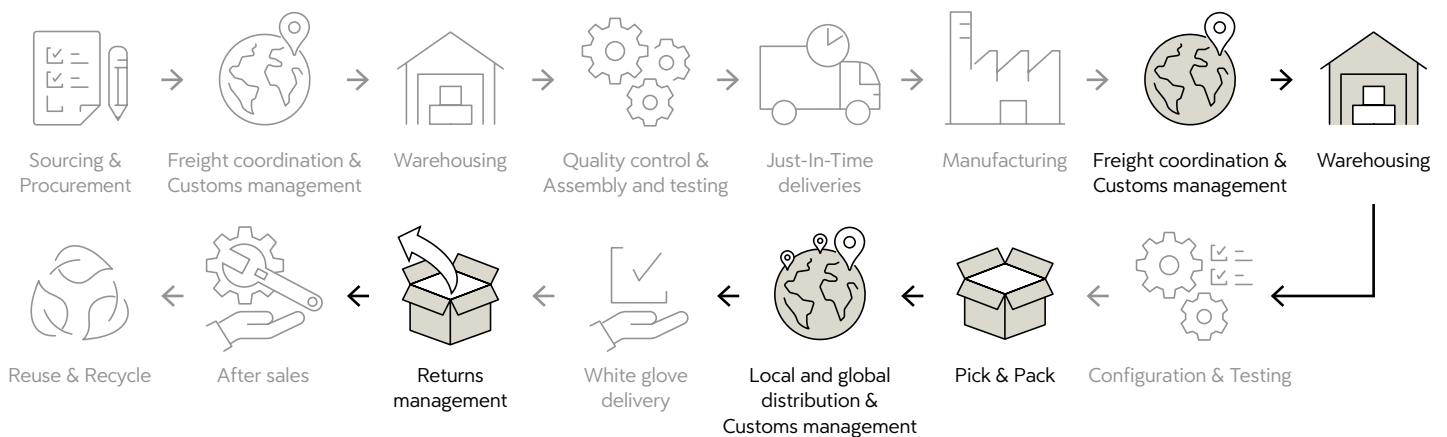 Sourcing &
Procurement
Freight coordination &
Customs management
Warehousing
Quality control &
Assembly and testing
Just-In-Time
deliveries
Manufacturing
Freight coordination &
Customs management
Warehousing
Reuse & Recycle
After sales
Returns
management
White glove
delivery
Local and global
distribution &
Customs management
Pick & Pack
Configuration & Testing